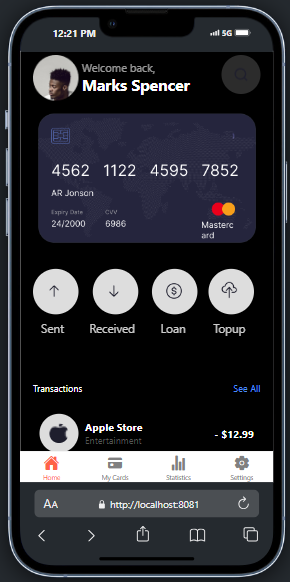 12:21 PM 5G
Welcome back,
Marks Spencer
4562 1122 4595 7852
AR Jonson
Expiry Date CVV
24/2000 6986
Masterc
ard
Sent Received Loan Topup
Transactions See All
Apple Store
Entertainment
- $12.99
Home My Cards Statistics Settings
AA http://localhost:8081